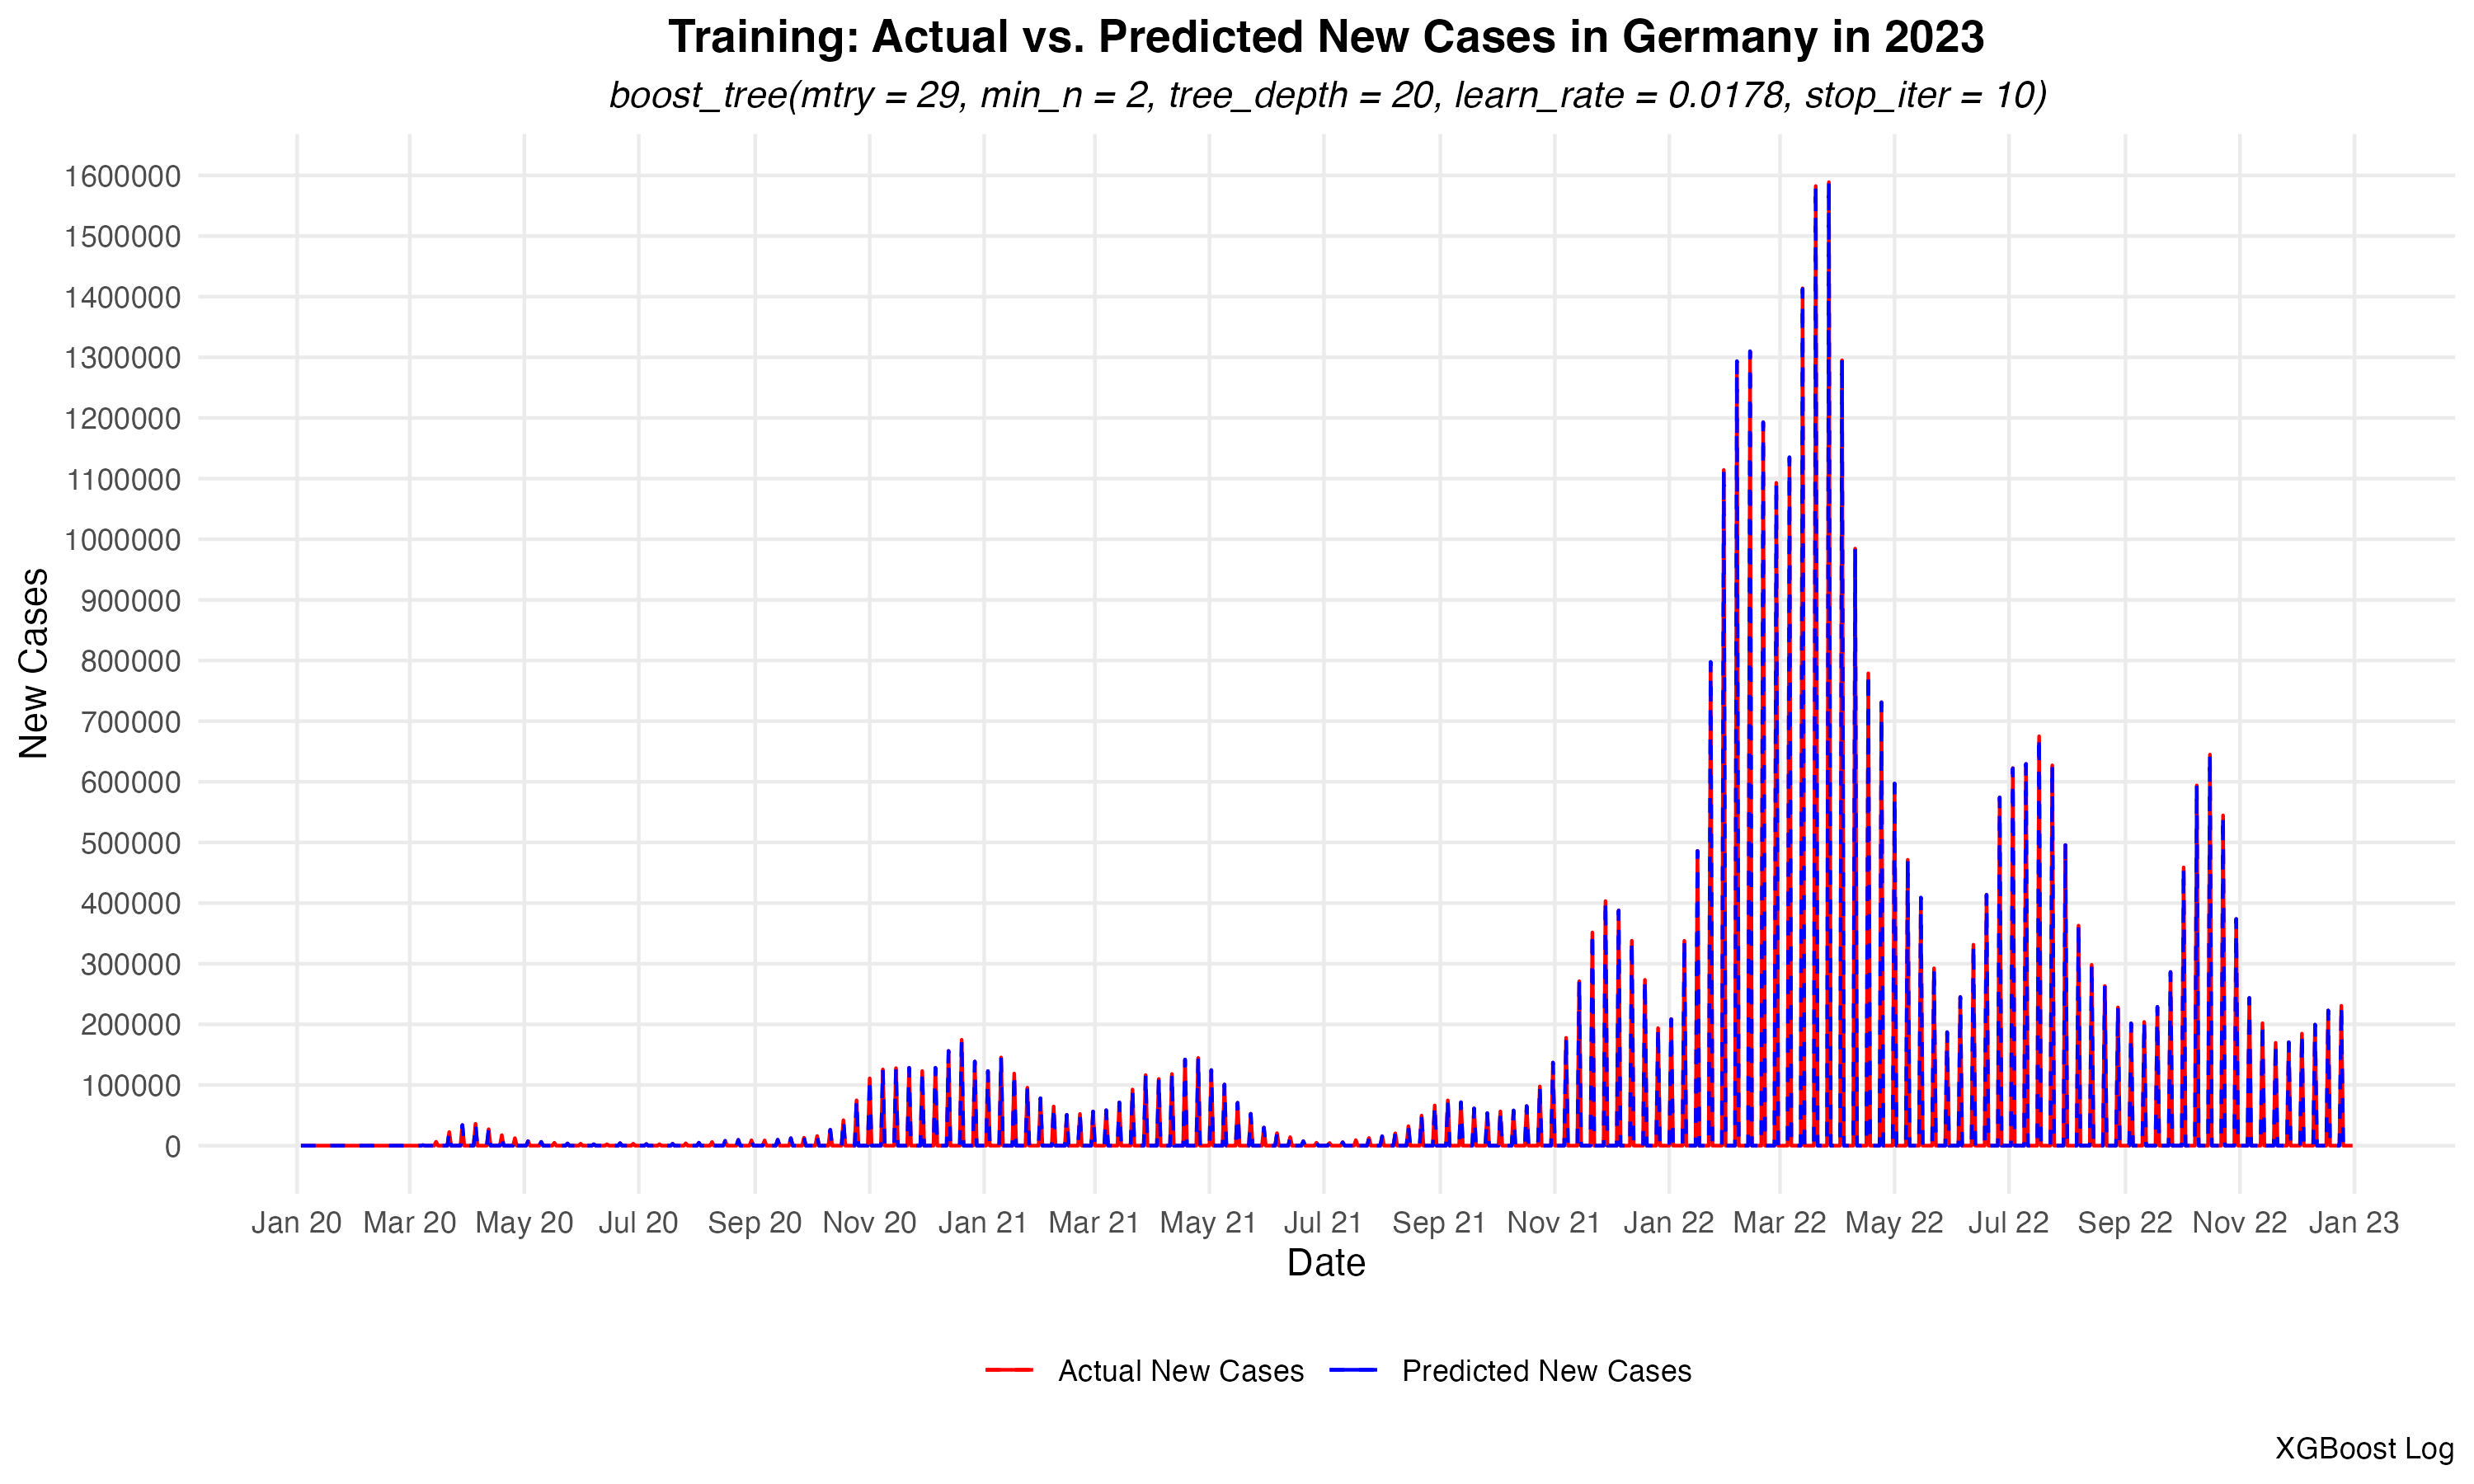 Training: Actual vs. Predicted New Cases in Germany in 2023
boost_tree(mtry = 29, min_n = 2, tree_depth = 20, learn_rate = 0.0178, stop_iter = 10)
New Cases
1600000
1500000
1400000
1300000
1200000
1100000
1000000
900000
800000
700000
600000
500000
400000
300000
200000
100000
0
Jan 20 Mar 20 May 20 Jul 20 Sep 20 Nov 20 Jan 21 Mar 21 May 21 Jul 21 Sep 21 Nov 21 Jan 22 Mar 22 May 22 Jul 22 Sep 22 Nov 22 Jan 23
Date
Actual New Cases Predicted New Cases
XGBoost Log